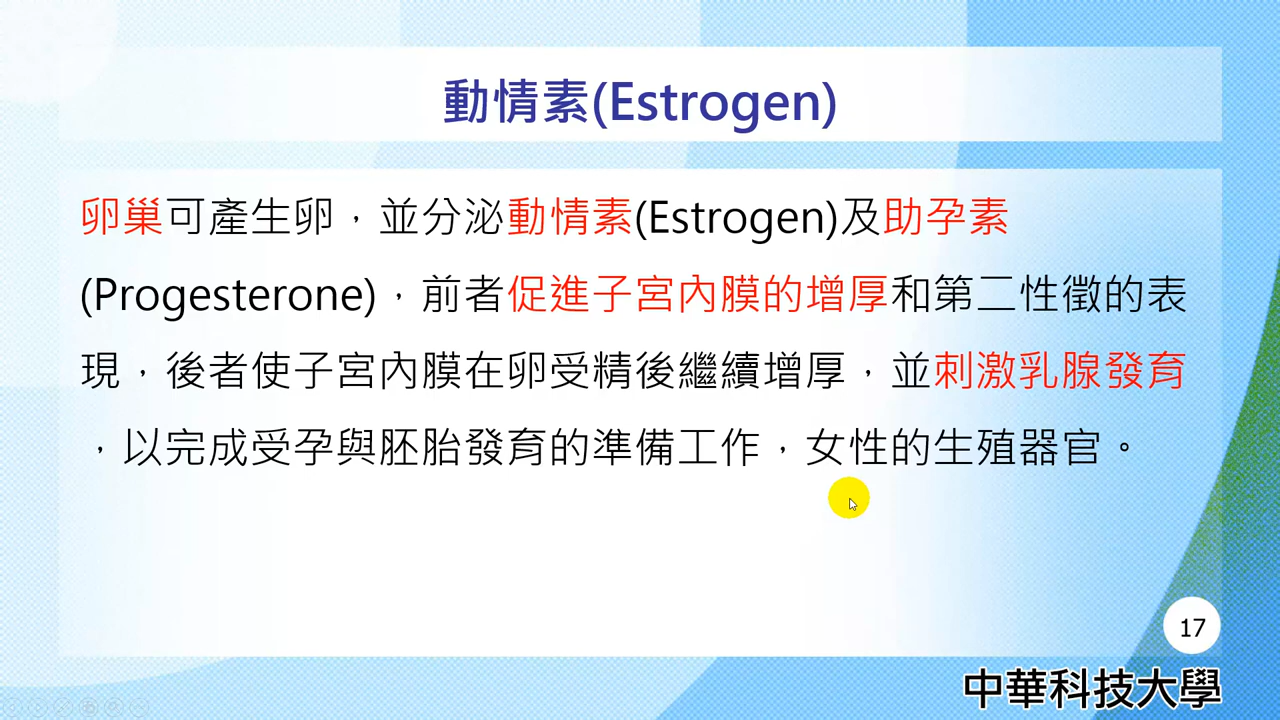 動情素(Estrogen)
卵巢可產生卵，並分泌動情素(Estrogen)及助孕素
(Progesterone)，前者促進子宮內膜的增厚和第二性徵的表
現，後者使子宮內膜在卵受精後繼續增厚，並刺激乳腺發育
，以完成受孕與胚胎發育的準備工作，女性的生殖器官。
17
中華科技大學